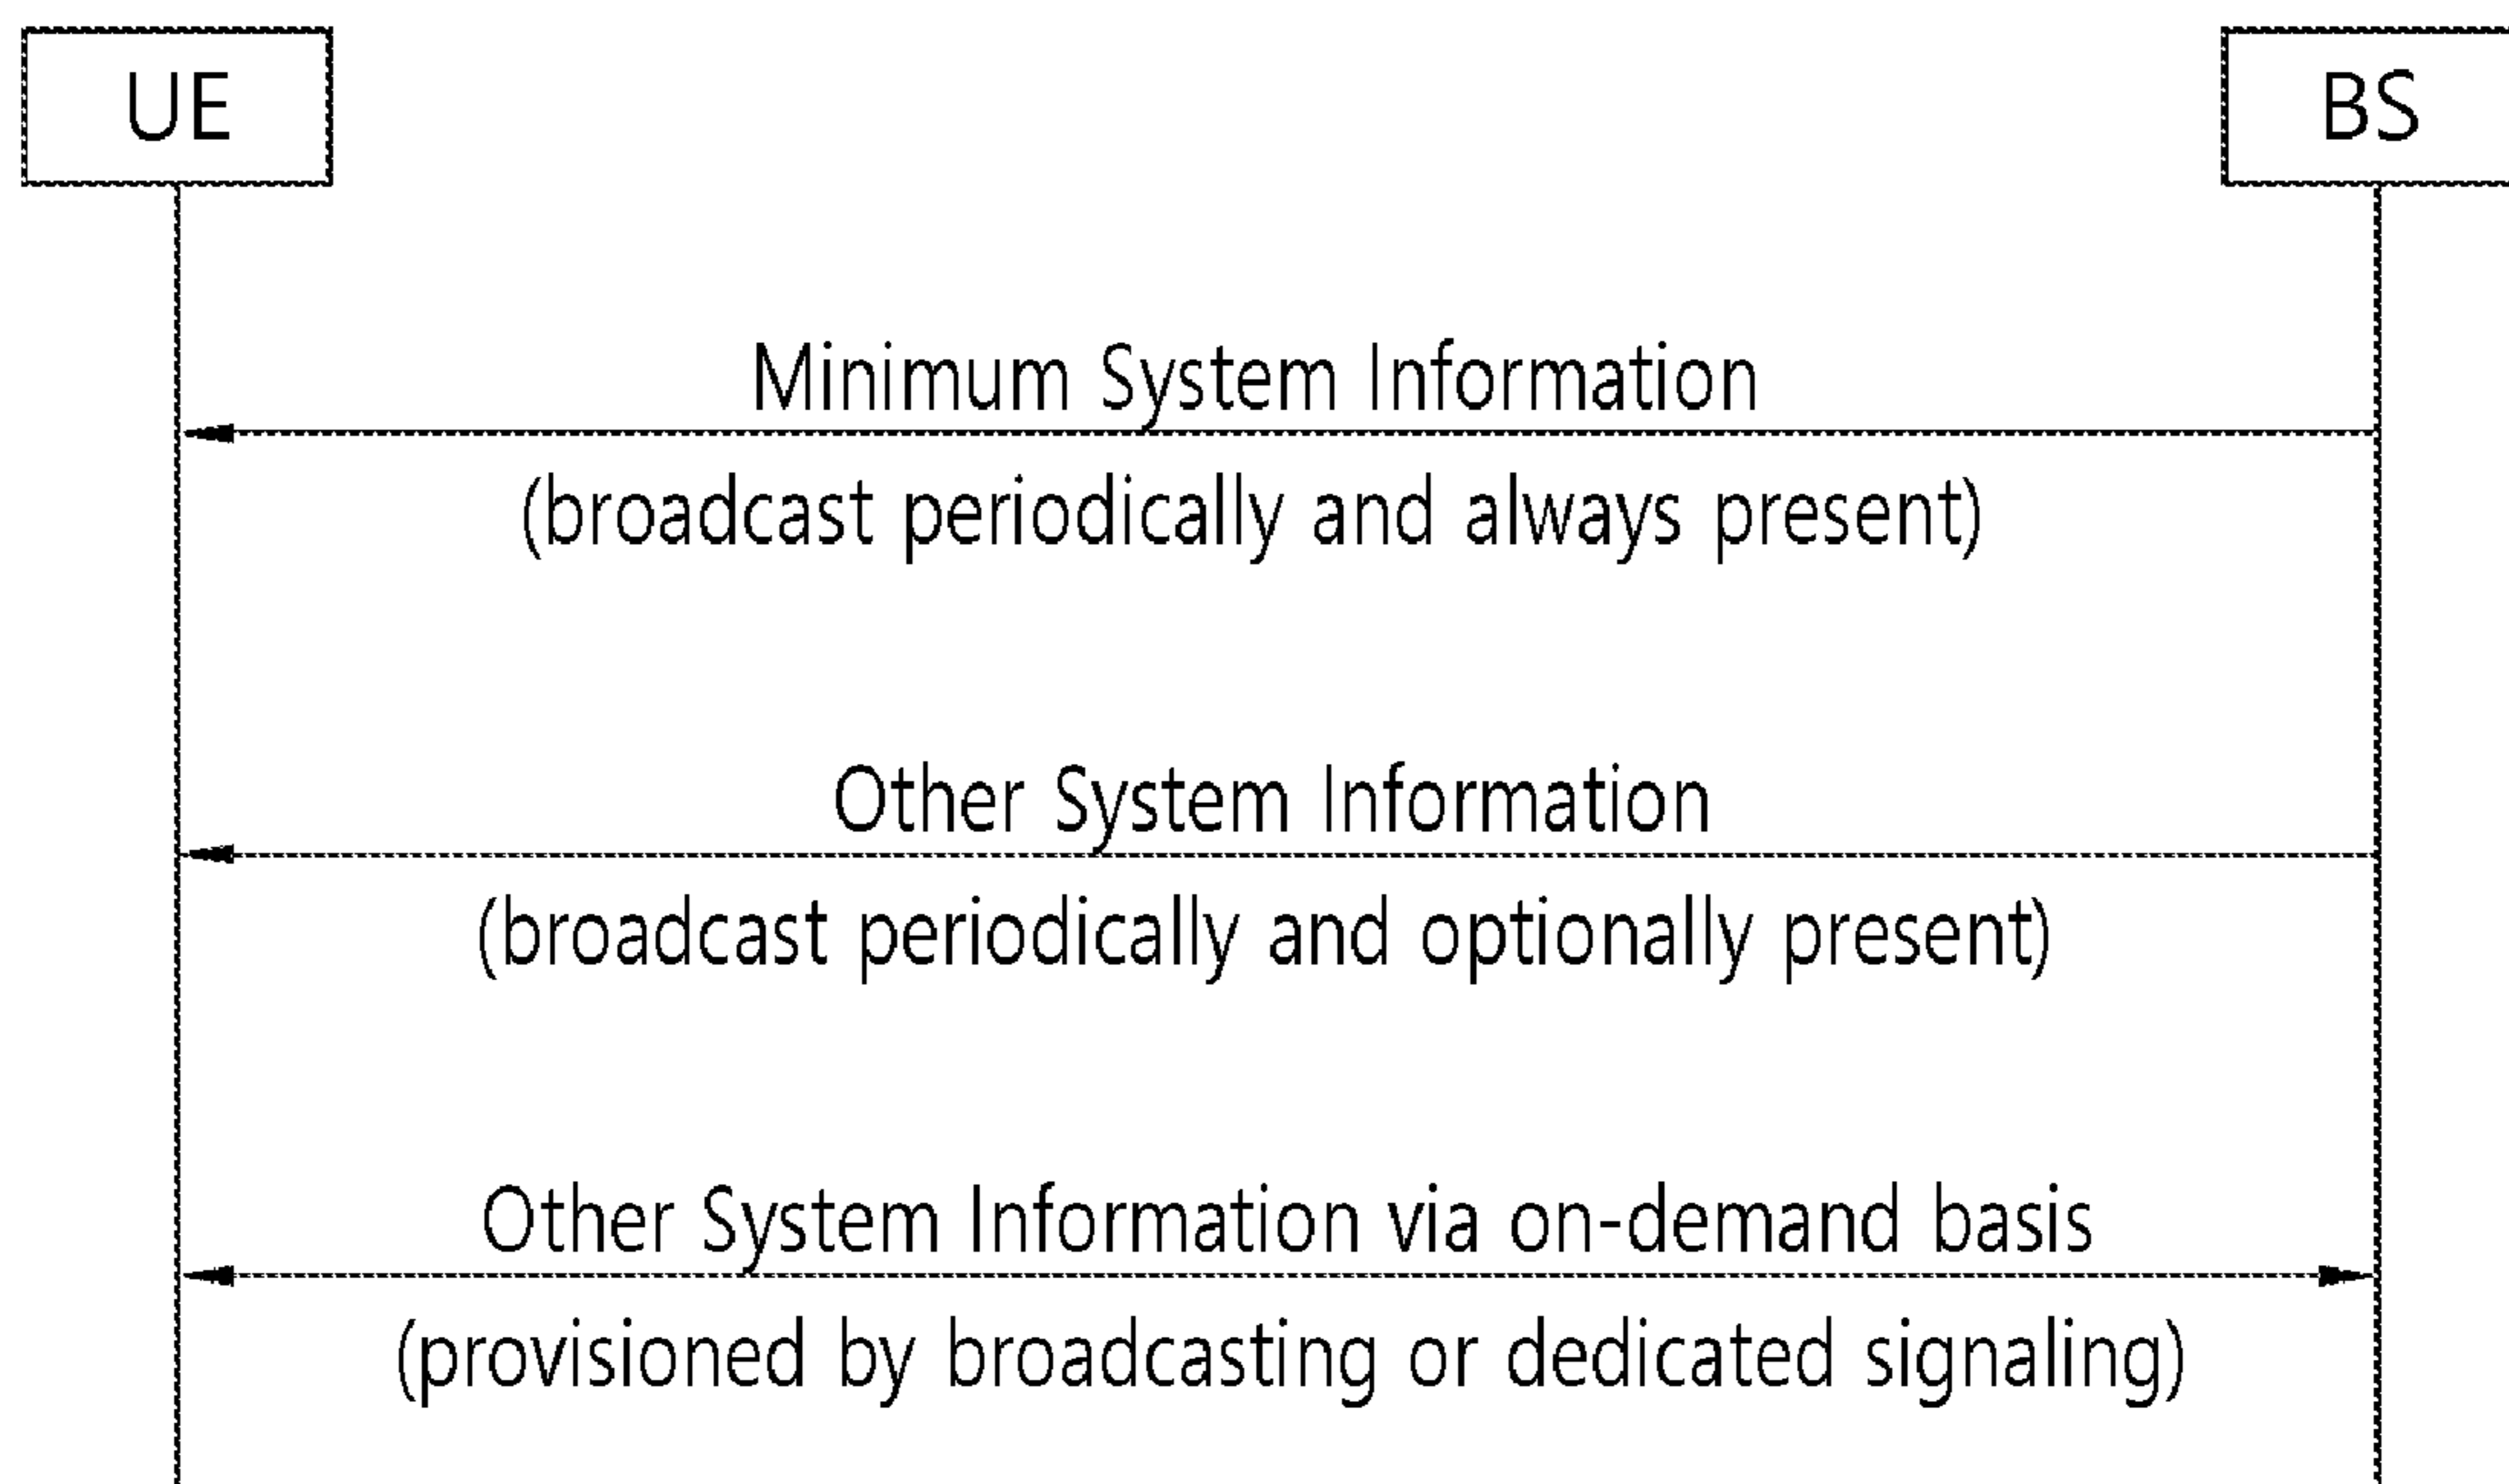 UE
BS
Minimum System Information
(broadcast periodically and always present)
Other System Information
(broadcast periodically and optionally present)
Other System Information via on-demand basis
(provisioned by broadcasting or dedicated signaling)